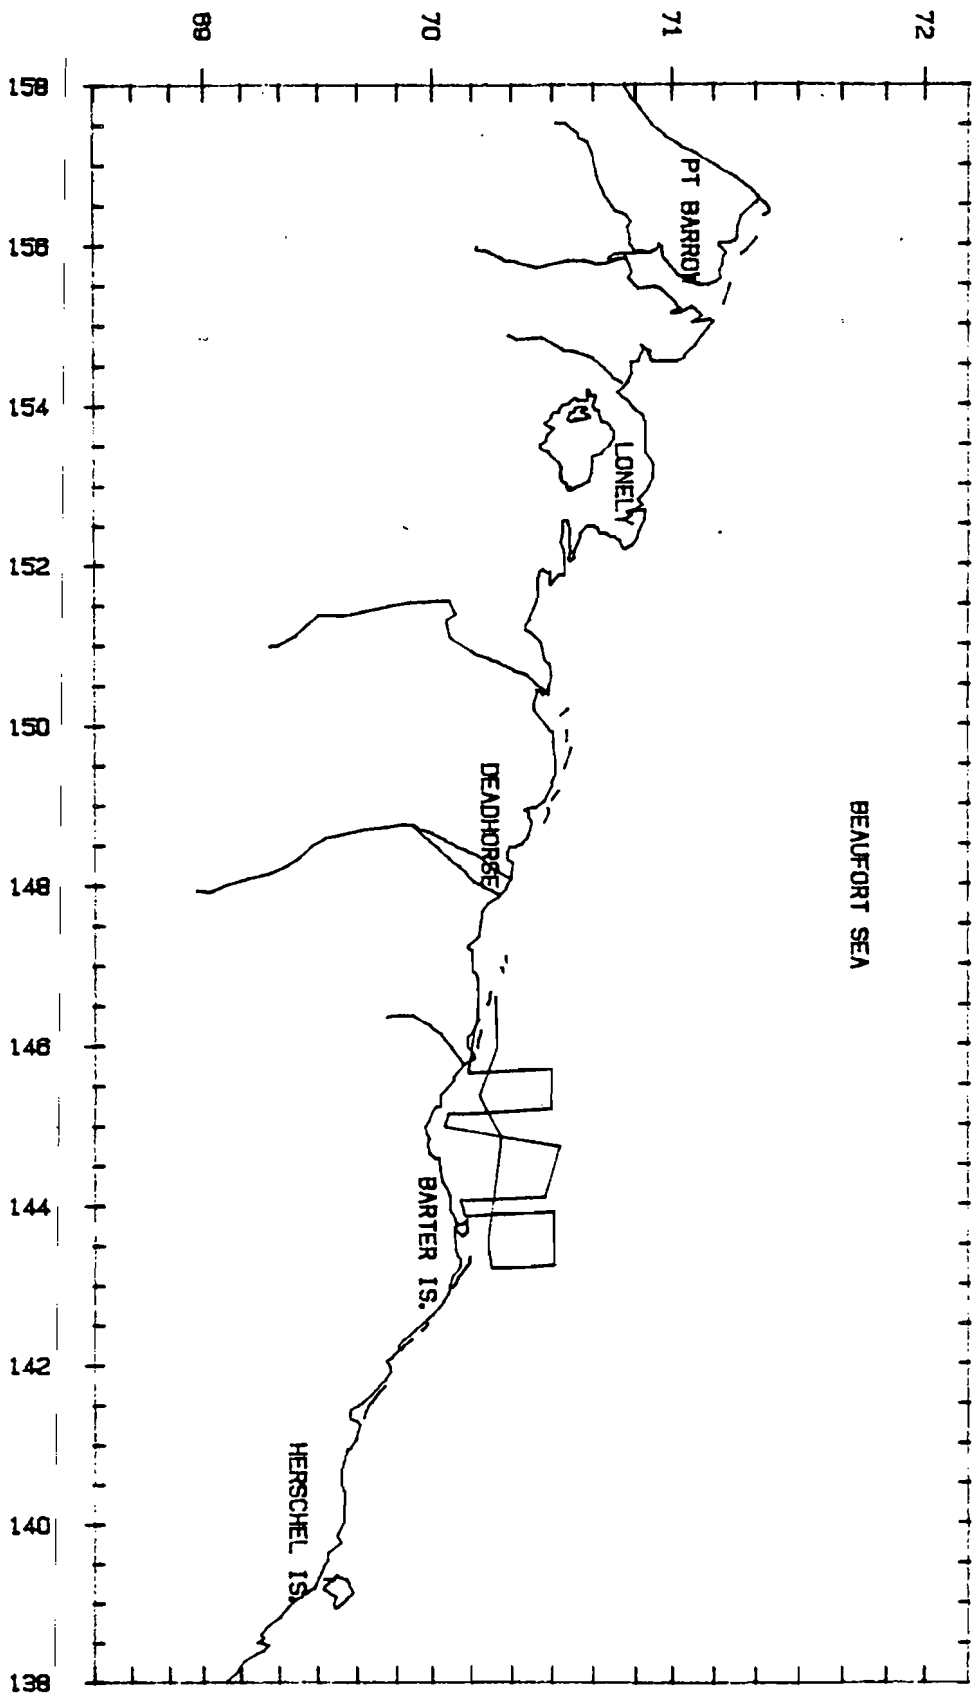 72
71
70
69
158
156
154
152
150
148
146
144
142
140
138
PT BARROW
LONELY
DEADHORSE
BEAUFORT SEA
BARTER IS.
HERSCHEL IS.